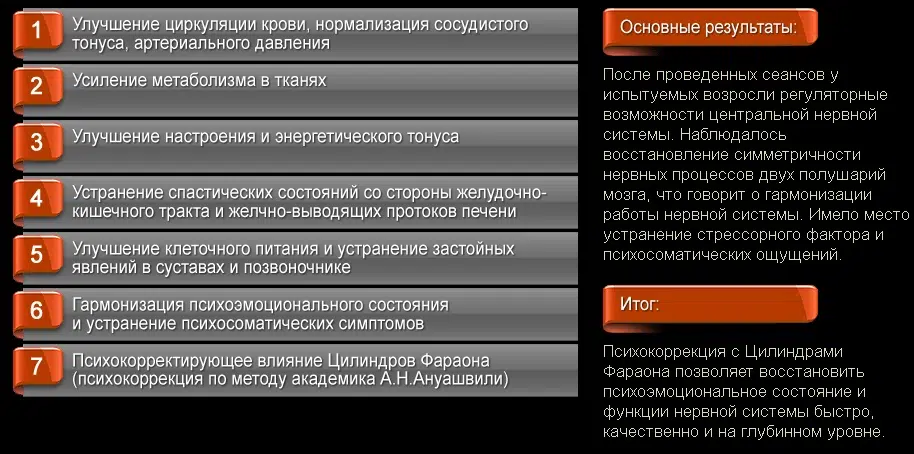 1
Улучшение циркуляции крови, нормализация сосудистого
тонуса, артериального давления
2
Усиление метаболизма в тканях
3
Улучшение настроения и энергетического тонуса
4
Устранение спастических состояний со стороны желудочно-
кишечного тракта и желчно-выводящих протоков печени
5
Улучшение клеточного питания и устранение застойных
явлений в суставах и позвоночнике
6
Гармонизация психоэмоционального состояния
и устранение психосоматических симптомов
7
Психокорректирующее влияние Цилиндров Фараона
(психокоррекция по методу академика А.Н.Ануашвили)
Основные результаты:
После проведенных сеансов у
испытуемых возросли регуляторные
возможности центральной нервной
системы. Наблюдалось
восстановление симметричности
нервных процессов двух полушарий
мозга, что говорит о гармонизации
работы нервной системы. Имело место
устранение стрессорного фактора и
психосоматических ощущений.
Итог:
Психокоррекция с Цилиндрами
Фараона позволяет восстановить
психоэмоциональное состояние и
функции нервной системы быстро,
качественно и на глубинном уровне.